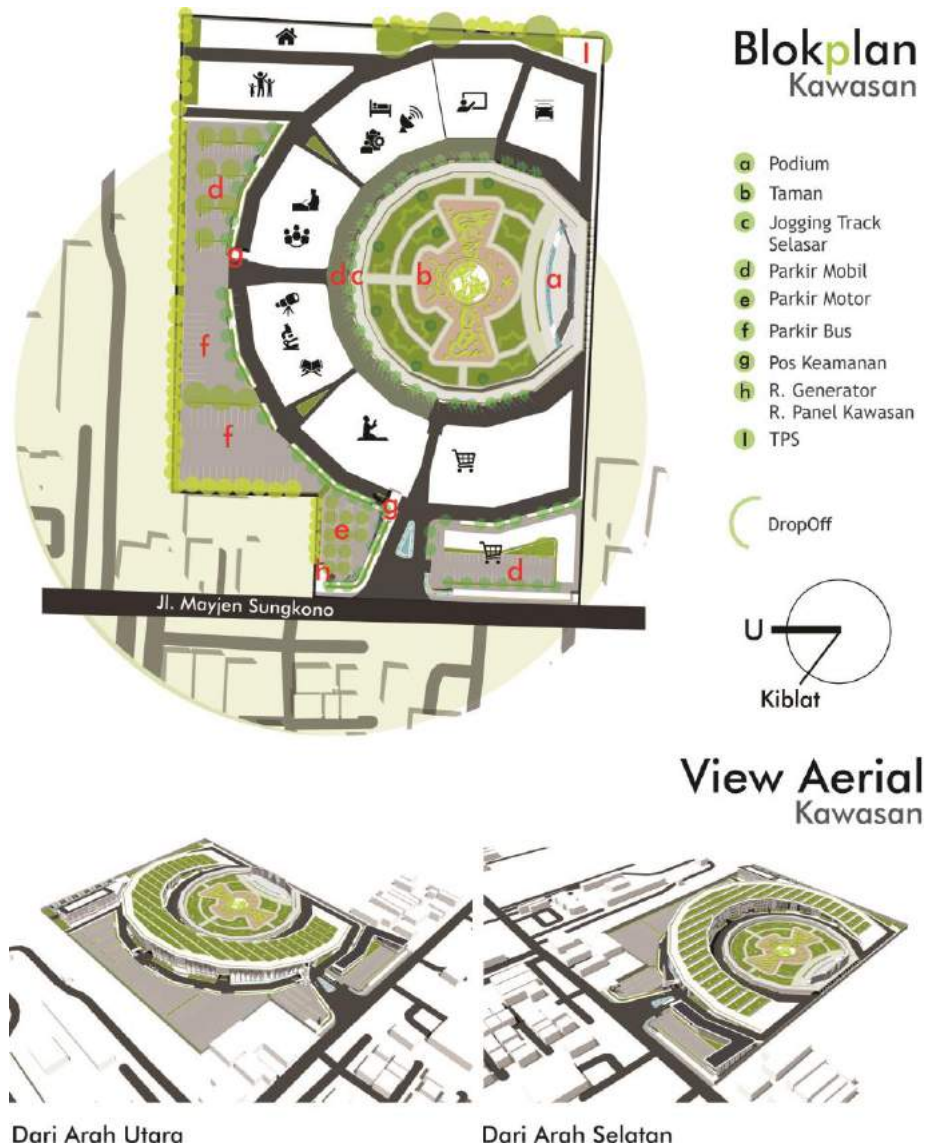 Blokplan
Kawasan
l
a Podium
b Taman
c Jogging Track
Selasar
d Parkir Mobil
e Parkir Motor
f Parkir Bus
g Pos Keamanan
h R. Generator
R. Panel Kawasan
l TPS
DropOff
d
g
d c b a
f
f
g
e
h
d
Jl. Mayjen Sungkono
U
Kiblat
View Aerial
Kawasan
Dari Arah Utara
Dari Arah Selatan